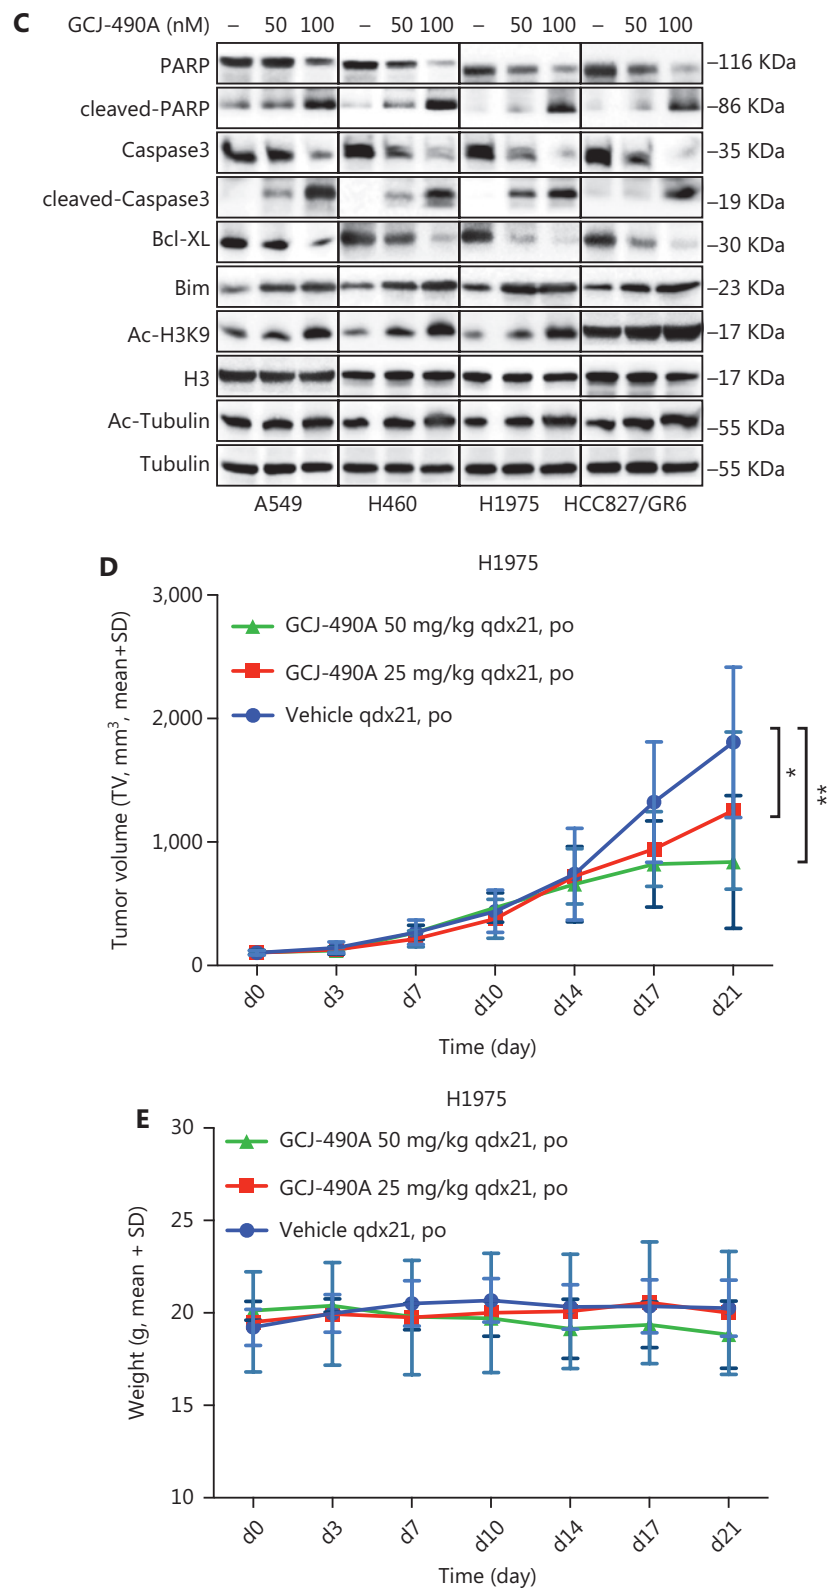 C
GCJ-490A (nM) – 50 100 – 50 100 – 50 100 – 50 100
PARP –116 KDa
cleaved-PARP –86 KDa
Caspase3 –35 KDa
cleaved-Caspase3 –19 KDa
Bcl-XL –30 KDa
Bim –23 KDa
Ac-H3K9 –17 KDa
H3 –17 KDa
Ac-Tubulin –55 KDa
Tubulin –55 KDa
A549 H460 H1975 HCC827/GR6
D
H1975
Tumor volume (TV, mm³, mean+SD)
3,000
2,000
1,000
0
GCJ-490A 50 mg/kg qdx21, po
GCJ-490A 25 mg/kg qdx21, po
Vehicle qdx21, po
*
**
d0 d3 d7 d10 d14 d17 d21
Time (day)
E
H1975
Weight (g, mean + SD)
30
25
20
15
10
GCJ-490A 50 mg/kg qdx21, po
GCJ-490A 25 mg/kg qdx21, po
Vehicle qdx21, po
d0 d3 d7 d10 d14 d17 d21
Time (day)